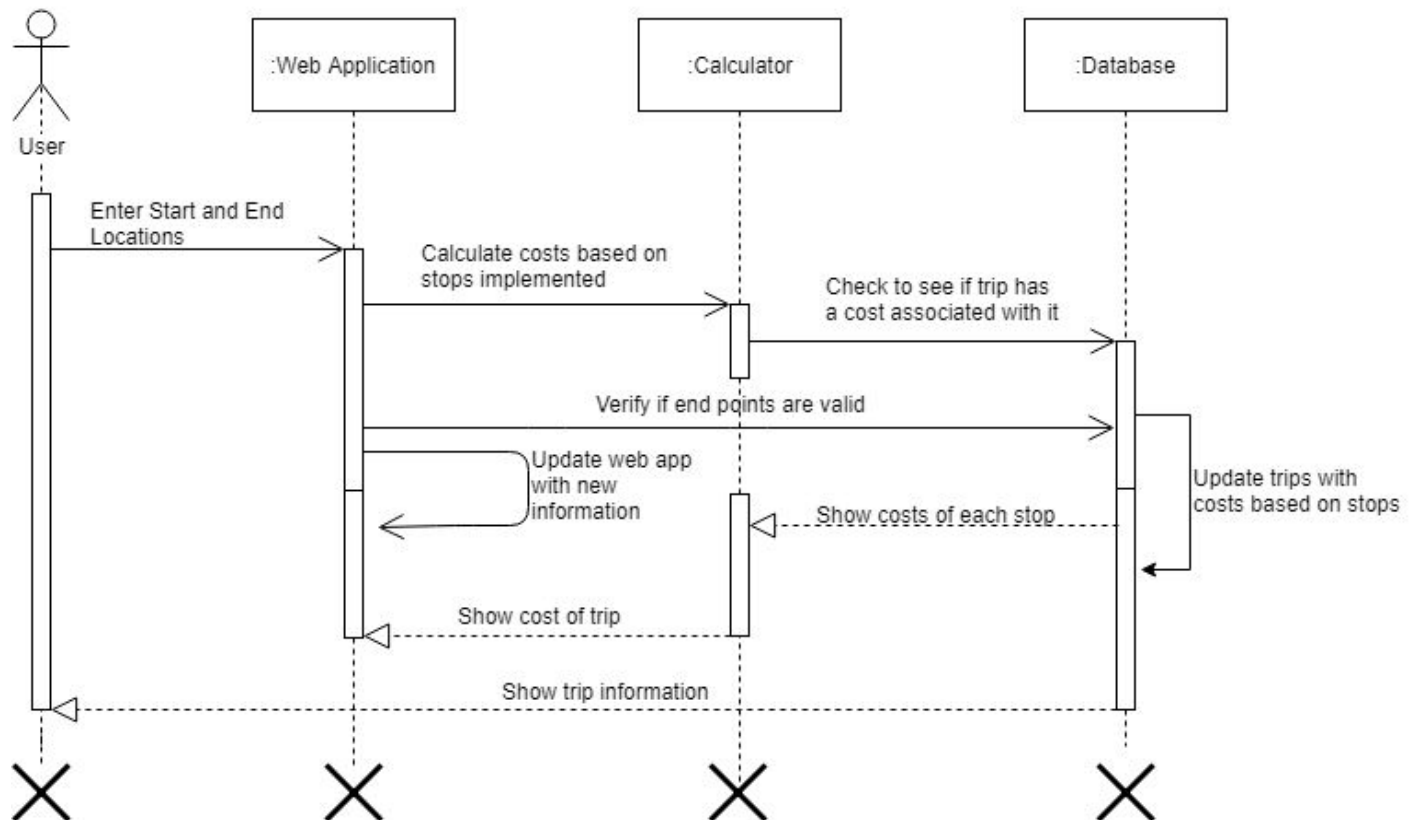 :Web Application
:Calculator
:Database
User
Enter Start and End
Locations
Calculate costs based on
stops implemented
Check to see if trip has
a cost associated with it
Verify if end points are valid
Update web app
with new
information
Update trips with
costs based on stops
Show costs of each stop
Show cost of trip
Show trip information